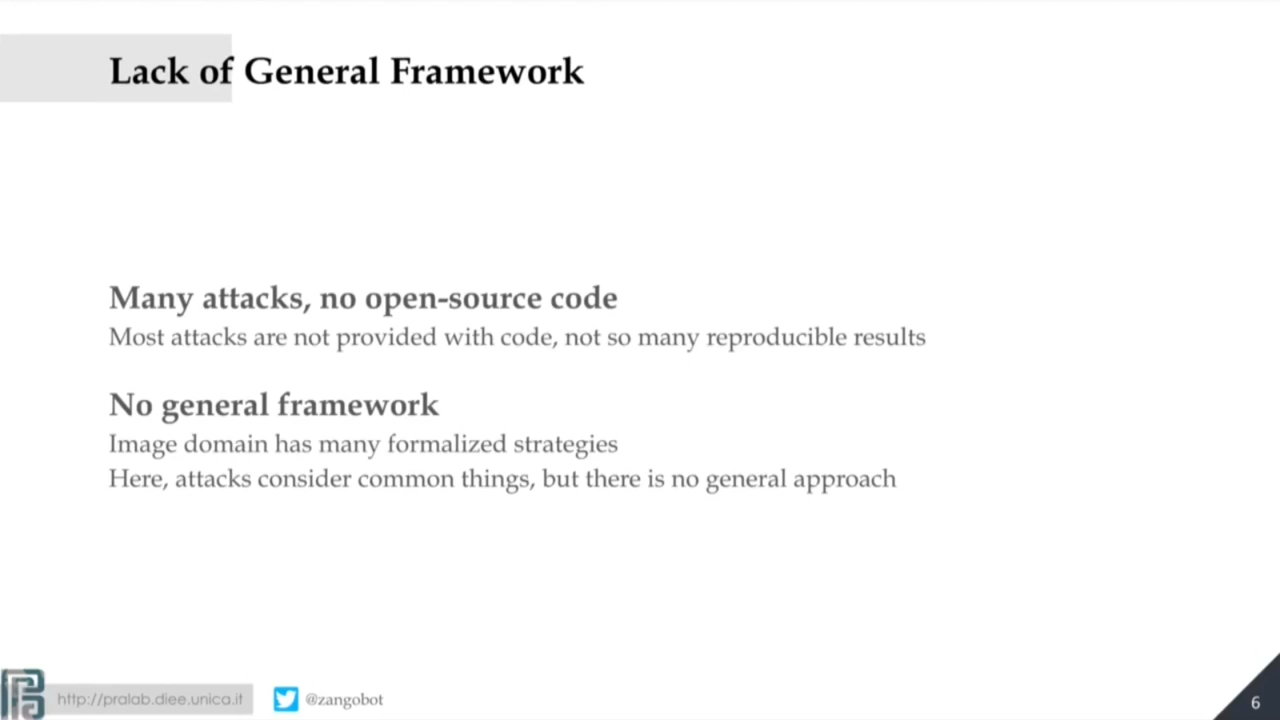 Lack of General Framework
Many attacks, no open-source code
Most attacks are not provided with code, not so many reproducible results
No general framework
Image domain has many formalized strategies
Here, attacks consider common things, but there is no general approach
http://pralab.diee.unica.it
@zangobot
6